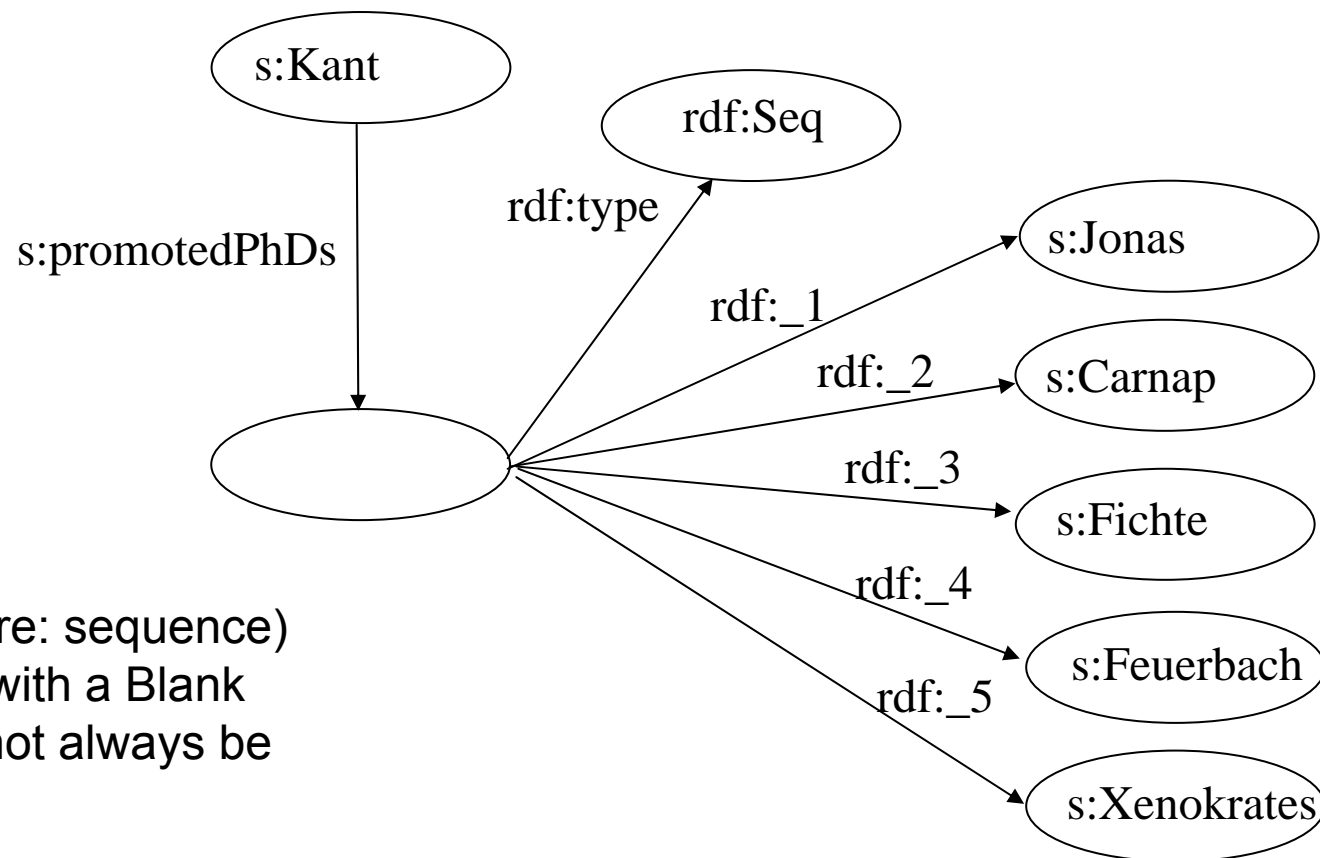 s:Kant
rdf:Seq
rdf:type
s:promotedPhDs
s:Jonas
rdf:_1
rdf:_2
s:Carnap
rdf:_3
s:Fichte
rdf:_4
s:Feuerbach
rdf:_5
s:Xenokrates
re: sequence)
with a Blank
not always be